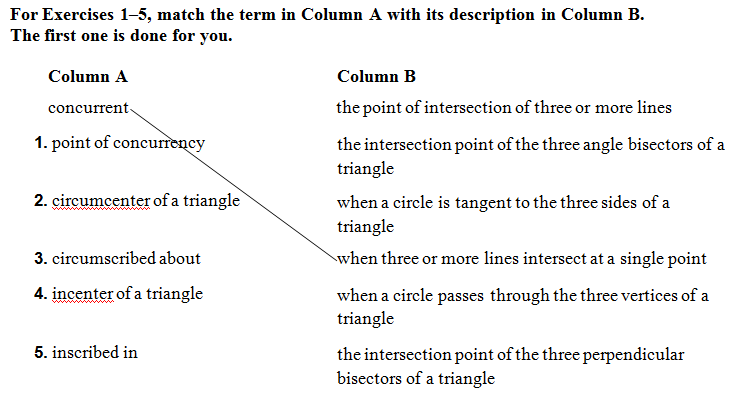 For Exercises 1–5, match the term in Column A with its description in Column B.
The first one is done for you.
Column A
Column B
concurrent
the point of intersection of three or more lines
1. point of concurrency
the intersection point of the three angle bisectors of a
triangle
2. circumcenter of a triangle
when a circle is tangent to the three sides of a
triangle
3. circumscribed about
when three or more lines intersect at a single point
4. incenter of a triangle
when a circle passes through the three vertices of a
triangle
5. inscribed in
the intersection point of the three perpendicular
bisectors of a triangle